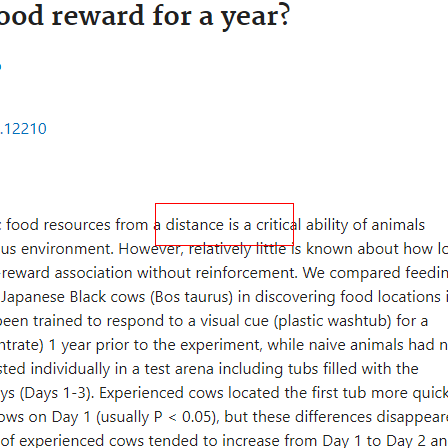 ood reward for a year?
.12210
food resources from a distance is a critical ability of animals
us environment. However, relatively little is known about how lo
reward association without reinforcement. We compared feedin
Japanese Black cows (Bos taurus) in discovering food locations i
een trained to respond to a visual cue (plastic washtub) for a
ntrate) 1 year prior to the experiment, while naive animals had n
sted individually in a test arena including tubs filled with the
ys (Days 1-3). Experienced cows located the first tub more quick
ows on Day 1 (usually P < 0.05), but these differences disappear
of experienced cows tended to increase from Day 1 to Day 2 an